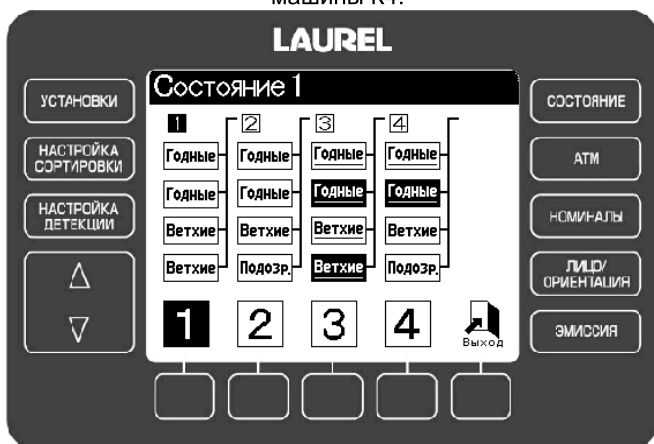 машины К4.
LAUREL
УСТАНОВКИ
НАСТРОЙКА
СОРТИРОВКИ
НАСТРОЙКА
ДЕТЕКЦИИ
Состояние 1
1 2 3 4
Годные Годные Годные Годные
Годные Годные Годные Годные
Ветхие Ветхие Ветхие Ветхие
Ветхие Подозр. Ветхие Подозр.
1 2 3 4
Выход
СОСТОЯНИЕ
АТМ
НОМИНАЛЫ
ЛИЦО/
ОРИЕНТАЦИЯ
ЭМИССИЯ